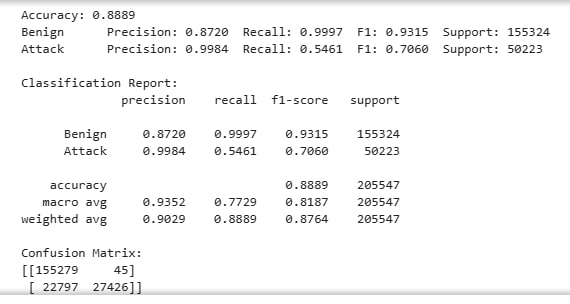 Accuracy: 0.8889
Benign Precision: 0.8720 Recall: 0.9997 F1: 0.9315 Support: 155324
Attack Precision: 0.9984 Recall: 0.5461 F1: 0.7060 Support: 50223
Classification Report:
precision recall f1-score support
Benign 0.8720 0.9997 0.9315 155324
Attack 0.9984 0.5461 0.7060 50223
accuracy 0.8889 205547
macro avg 0.9352 0.7729 0.8187 205547
weighted avg 0.9029 0.8889 0.8764 205547
Confusion Matrix:
[[155279 45]
[ 22797 27426]]